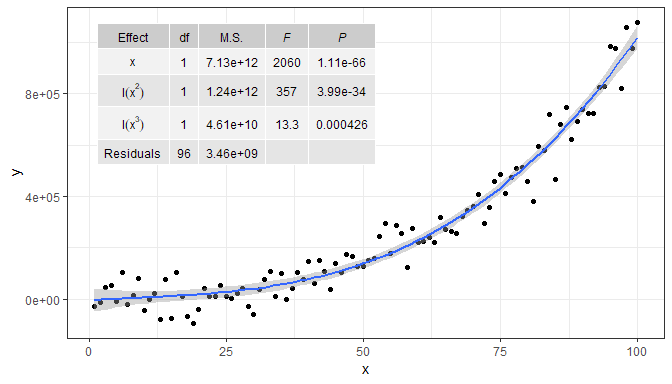 Effect df M.S. F P
x 1 7.13e+12 2060 1.11e-66
I(x²) 1 1.24e+12 357 3.99e-34
I(x³) 1 4.61e+10 13.3 0.000426
Residuals 96 3.46e+09
8e+05
y
4e+05
0e+00
0 25 50 75 100
x